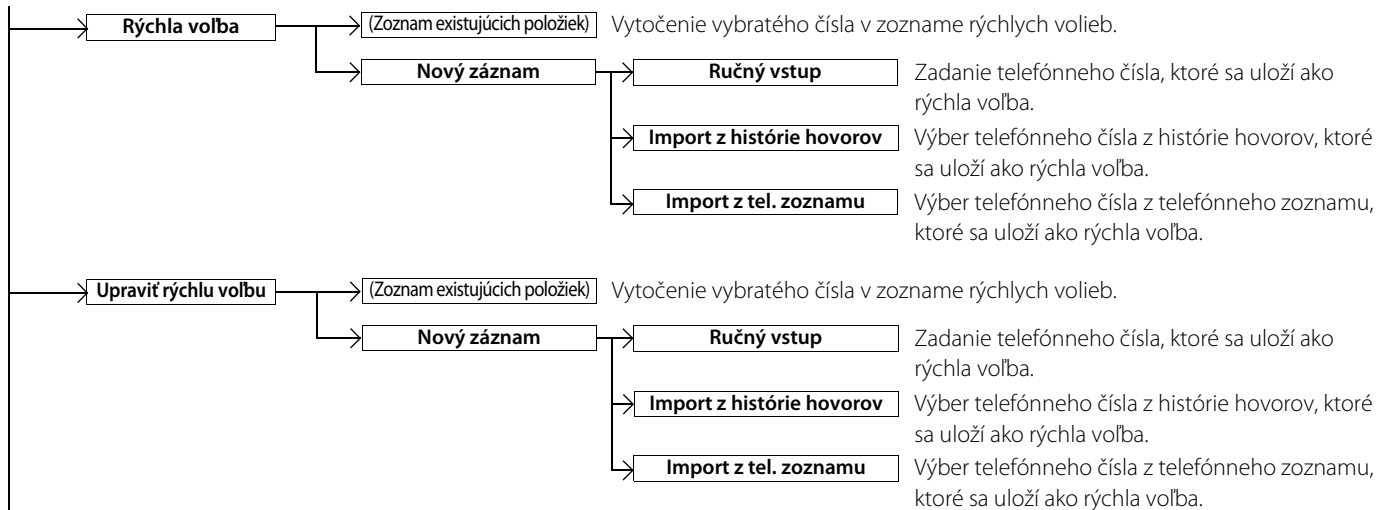 Rýchla voľba
(Zoznam existujúcich položiek)
Vytočenie vybratého čísla v zozname rýchlych volieb.
Nový záznam
Ručný vstup
Zadanie telefónneho čísla, ktoré sa uloží ako
rýchla voľba.
Import z histórie hovorov
Výber telefónneho čísla z histórie hovorov, ktoré
sa uloží ako rýchla voľba.
Import z tel. zoznamu
Výber telefónneho čísla z telefónneho zoznamu,
ktoré sa uloží ako rýchla voľba.
Upraviť rýchlu voľbu
(Zoznam existujúcich položiek)
Vytočenie vybratého čísla v zozname rýchlych volieb.
Nový záznam
Ručný vstup
Zadanie telefónneho čísla, ktoré sa uloží ako
rýchla voľba.
Import z histórie hovorov
Výber telefónneho čísla z histórie hovorov, ktoré
sa uloží ako rýchla voľba.
Import z tel. zoznamu
Výber telefónneho čísla z telefónneho zoznamu,
ktoré sa uloží ako rýchla voľba.